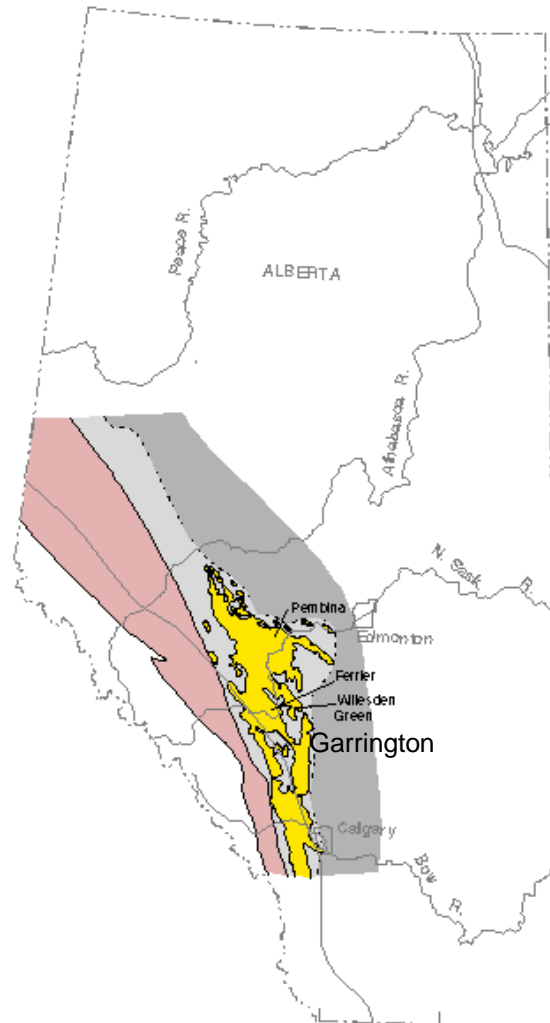 Peace R.
ALBERTA
Athabasca R.
N. Sask. R.
Pembina
Edmonton
Ferrier
Willesden
Green
Garrington
Calgary
Bow R.